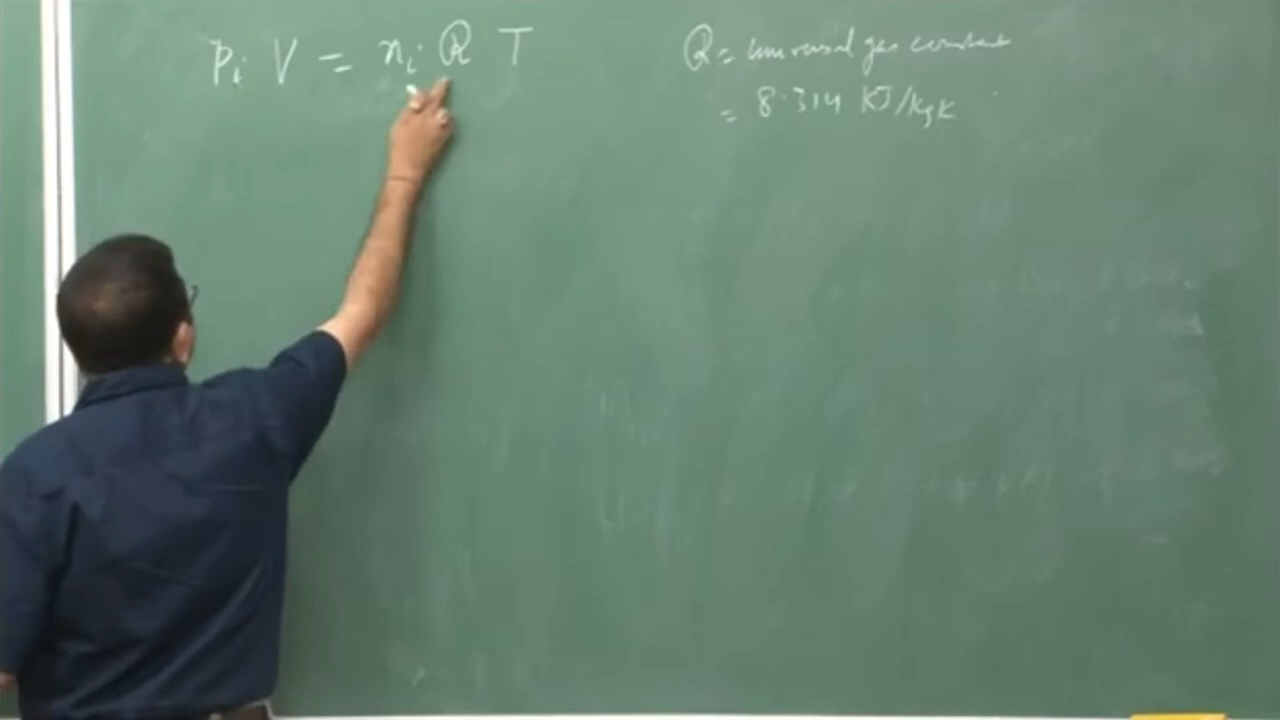 pᵢ V = nᵢ R T
R = universal gas constant
= 8.314 KJ/kgK